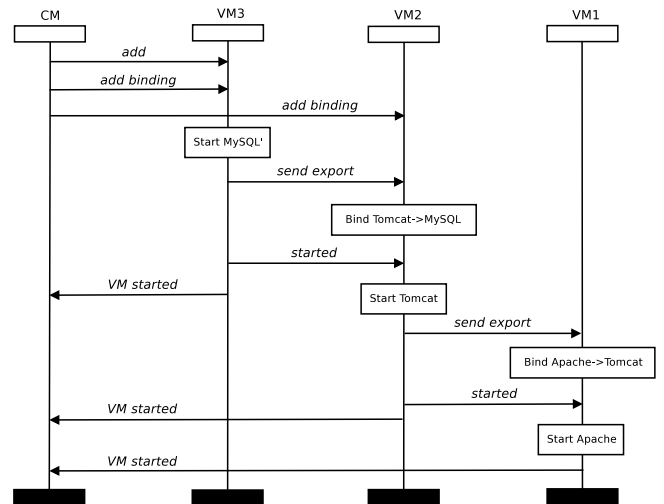 CM
VM3
VM2
VM1
add
add binding
add binding
Start MySQL'
send export
Bind Tomcat->MySQL
started
VM started
Start Tomcat
send export
Bind Apache->Tomcat
started
VM started
Start Apache
VM started